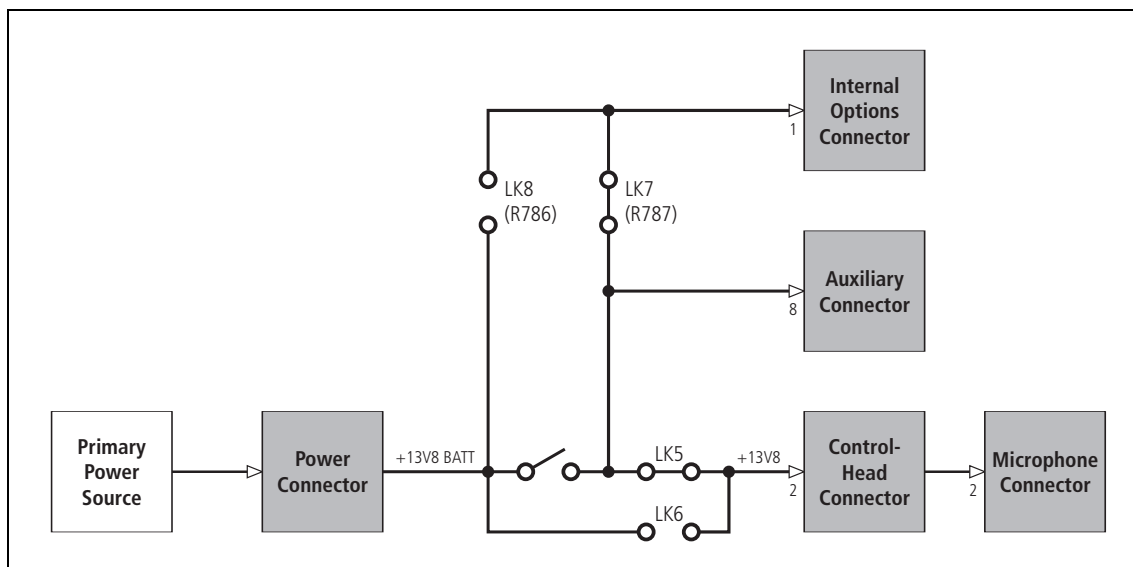 Internal
Options
Connector
1
LK8
(R786)
LK7
(R787)
Auxiliary
Connector
8
Primary
Power
Source
Power
Connector
+13V8 BATT
LK5
+13V8
2
Control-
Head
Connector
2
Microphone
Connector
LK6